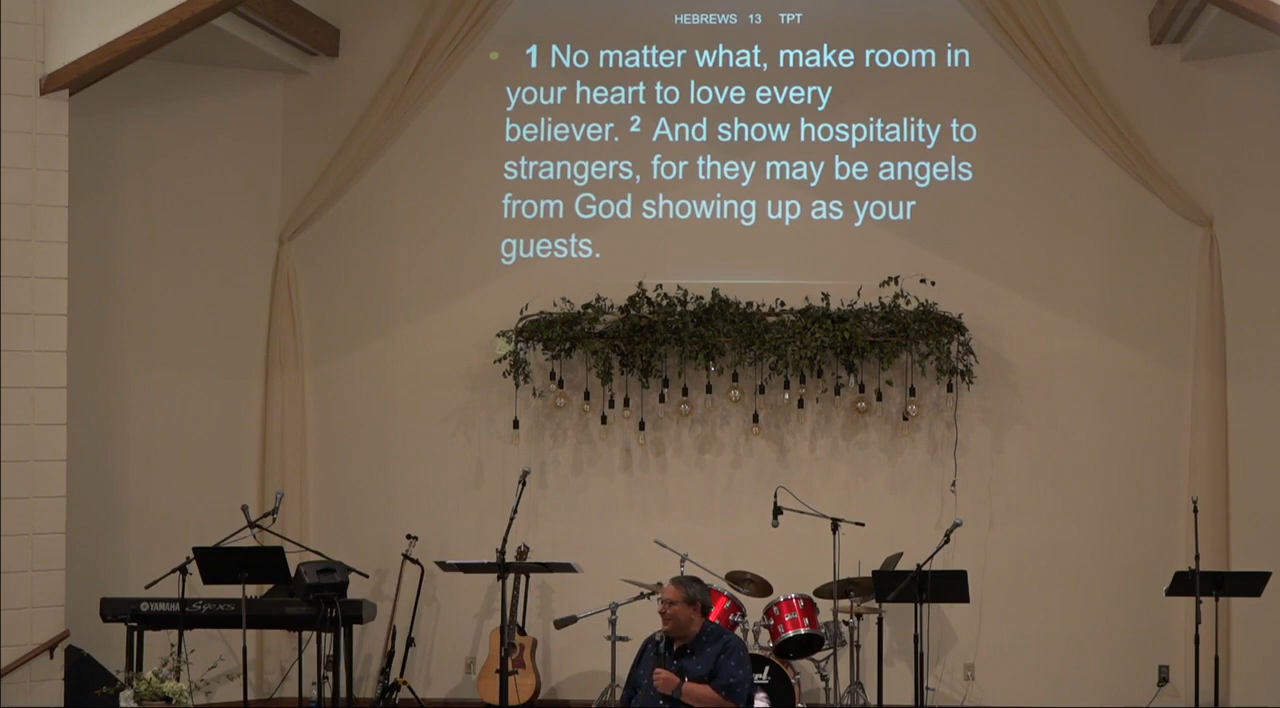 HEBREWS 13 TPT
• 1 No matter what, make room in
your heart to love every
believer. 2 And show hospitality to
strangers, for they may be angels
from God showing up as your
guests.
YAMAHA S90XS